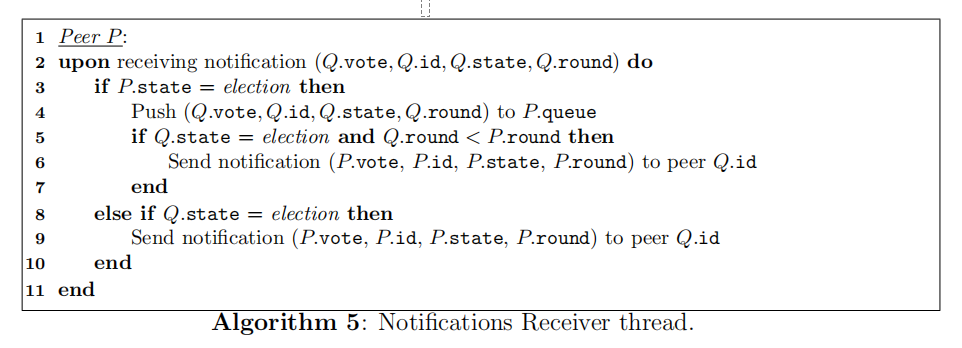 1 Peer P:
2 upon receiving notification (Q.vote, Q.id, Q.state, Q.round) do
3 if P.state = election then
4 Push (Q.vote, Q.id, Q.state, Q.round) to P.queue
5 if Q.state = election and Q.round < P.round then
6 Send notification (P.vote, P.id, P.state, P.round) to peer Q.id
7 end
8 else if Q.state = election then
9 Send notification (P.vote, P.id, P.state, P.round) to peer Q.id
10 end
11 end
Algorithm 5: Notifications Receiver thread.